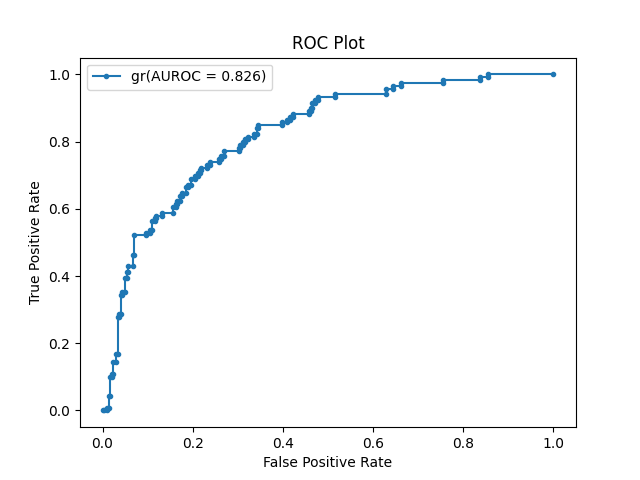 ROC Plot
gr(AUROC = 0.826)
1.0
0.8
0.6
0.4
0.2
0.0
True Positive Rate
0.0 0.2 0.4 0.6 0.8 1.0
False Positive Rate